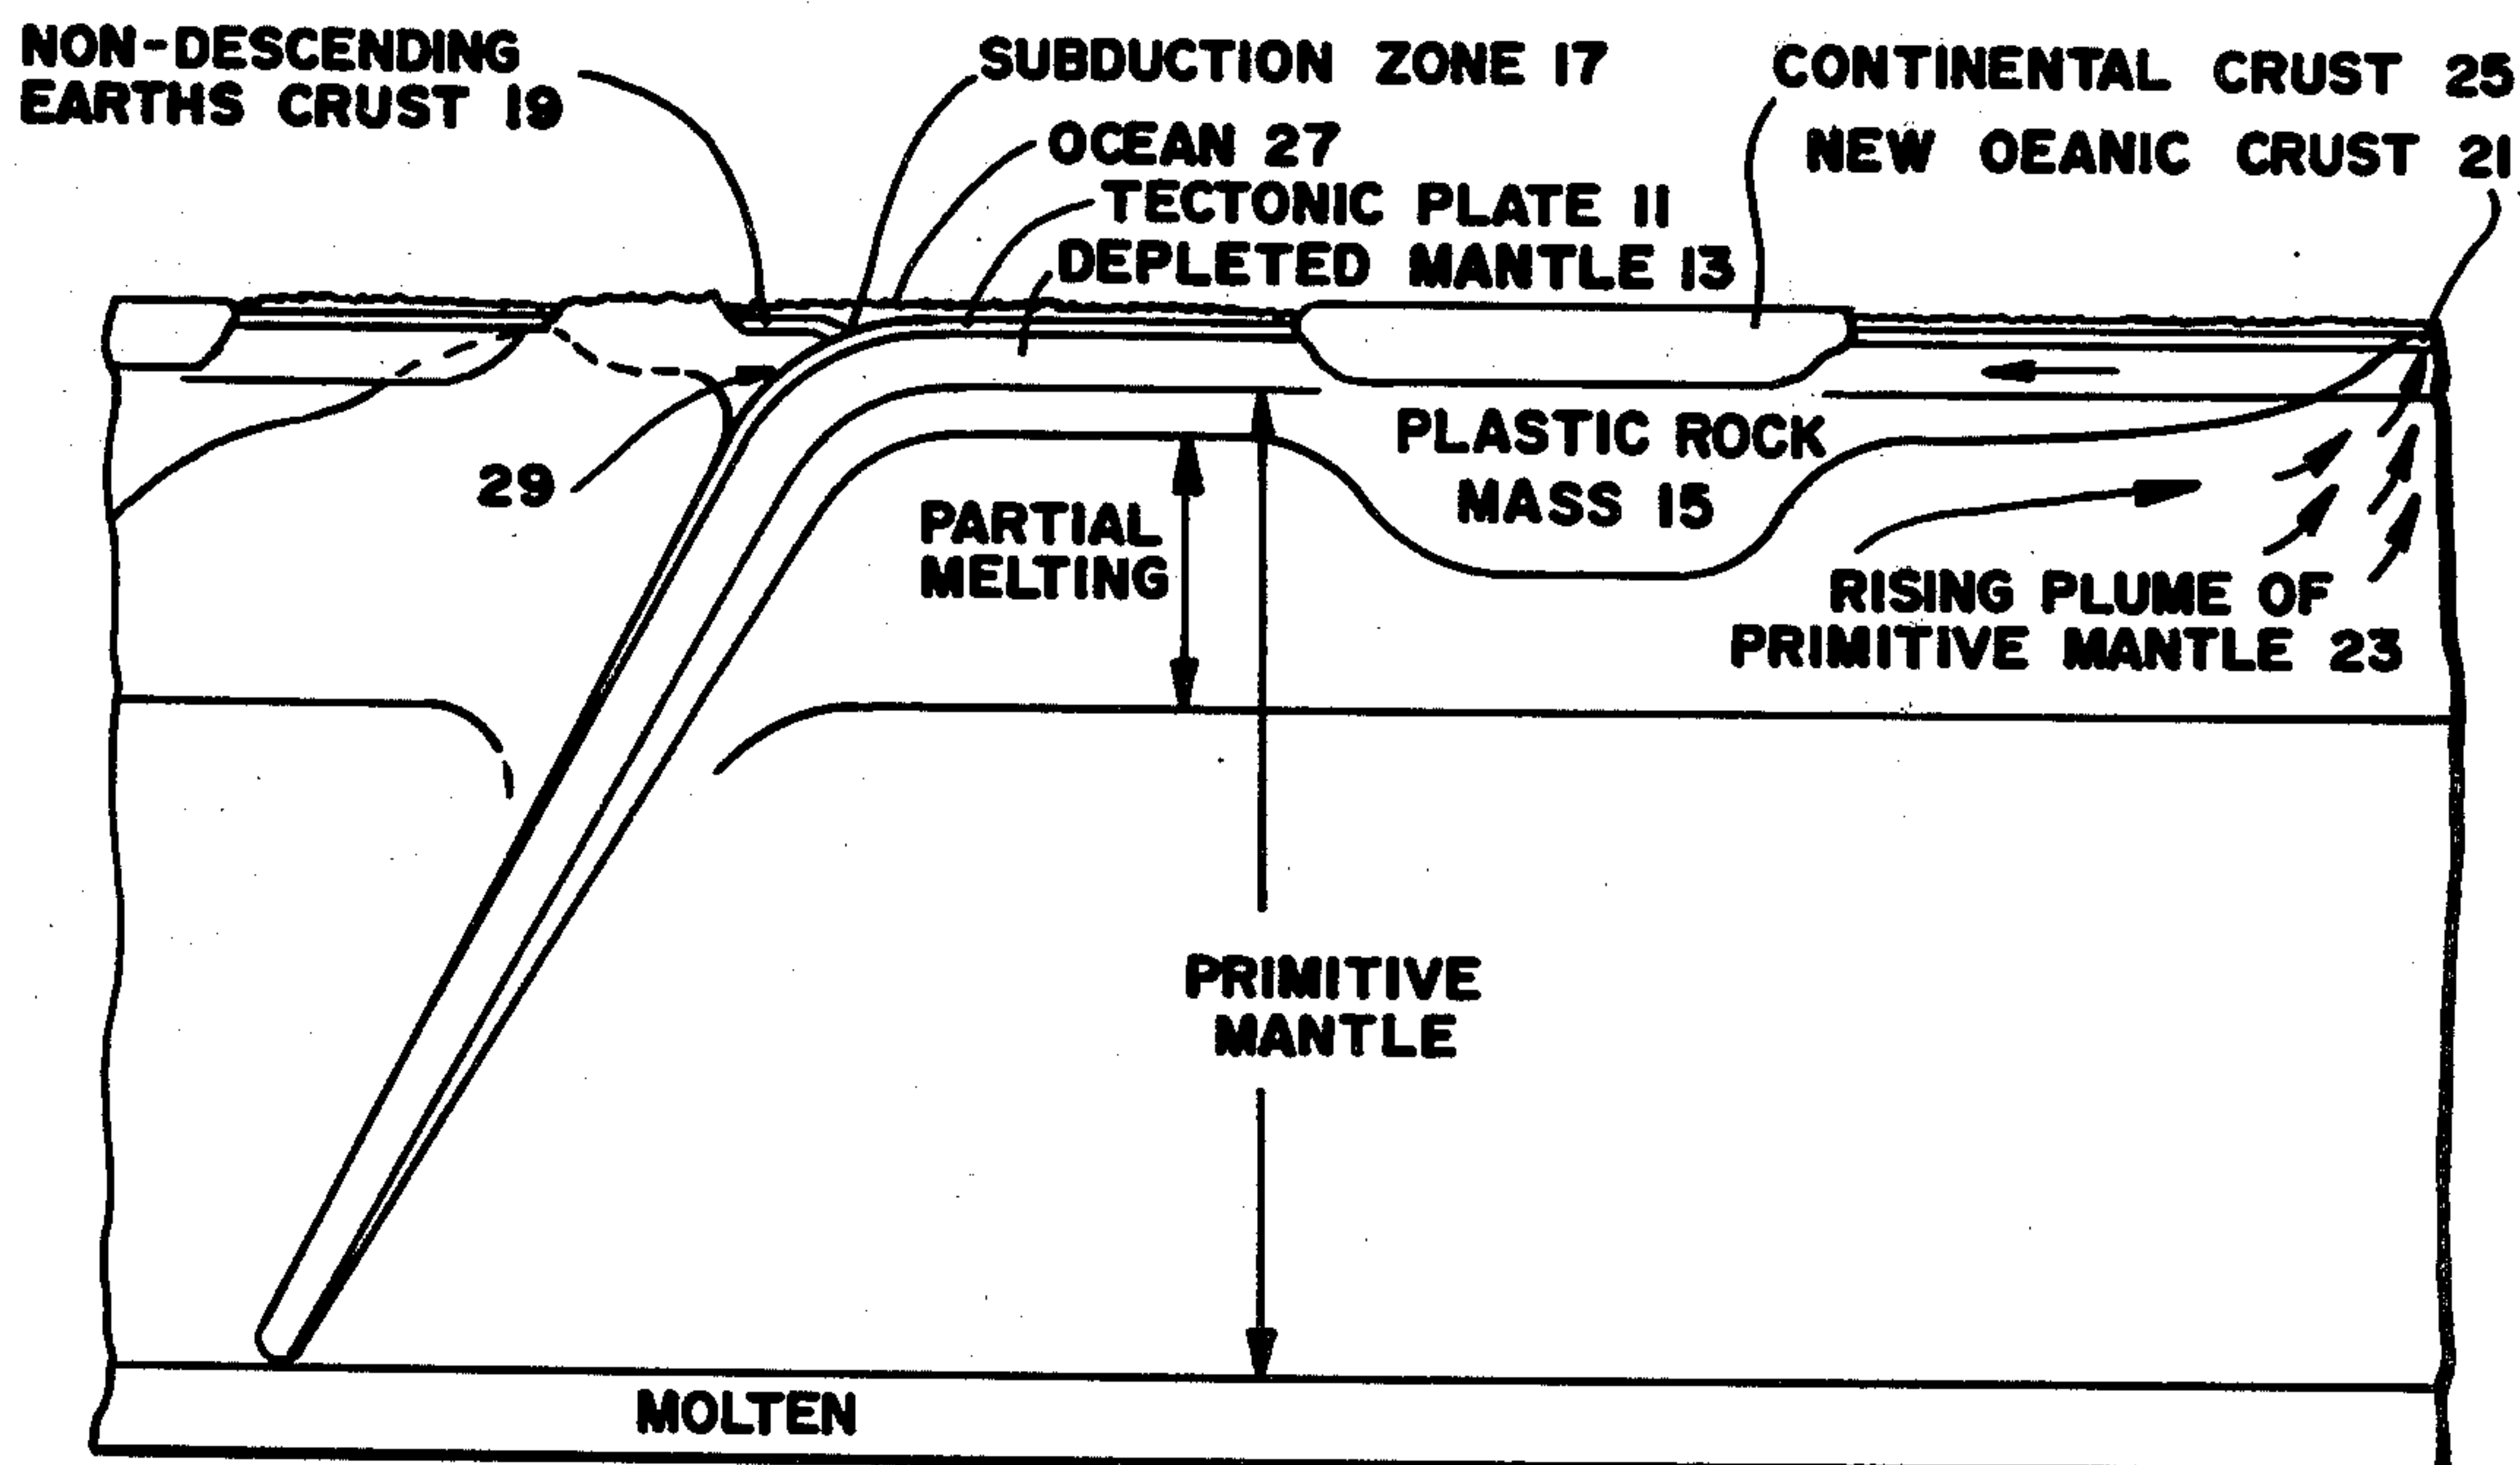 NON-DESCENDING
EARTHS CRUST 19
SUBDUCTION ZONE 17
OCEAN 27
TECTONIC PLATE 11
DEPLETED MANTLE 13
CONTINENTAL CRUST 25
NEW OEANIC CRUST 21
29
PARTIAL
MELTING
PLASTIC ROCK
MASS 15
RISING PLUME OF
PRIMITIVE MANTLE 23
PRIMITIVE
MANTLE
MOLTEN